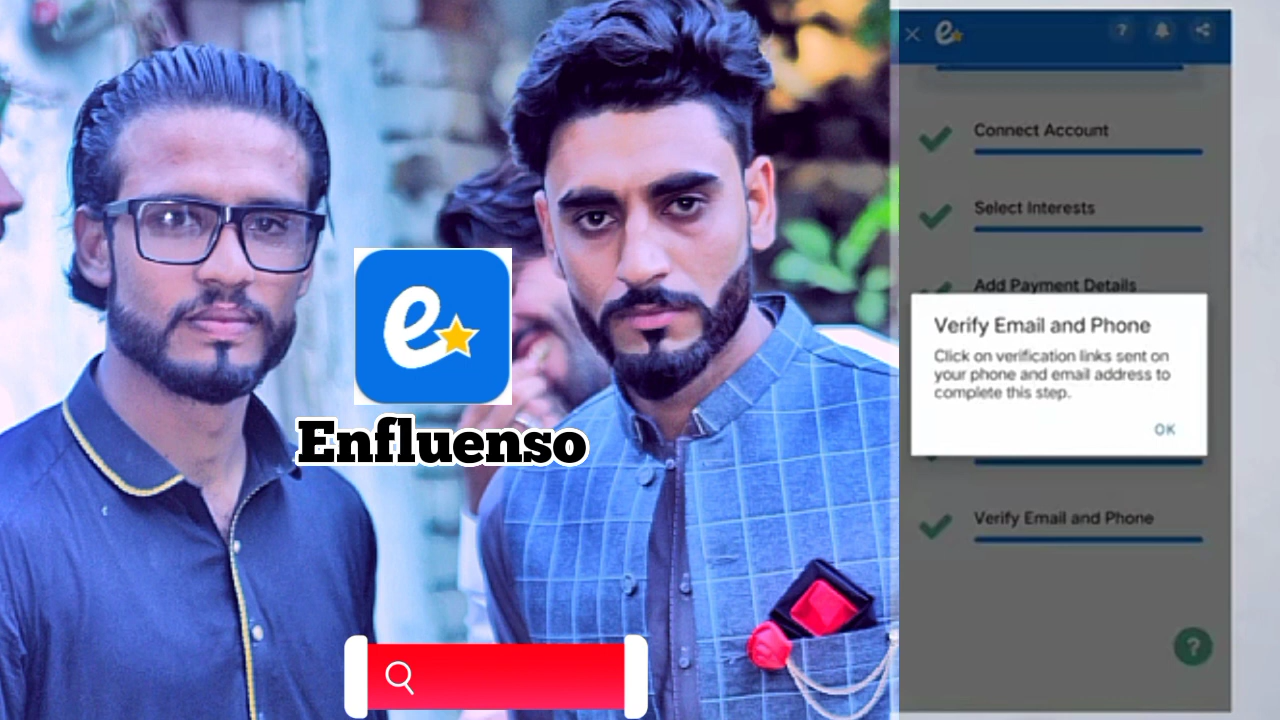 e
Enfluenso
e
?
Connect Account
Select Interests
Add Payment Details
Verify Email and Phone
Click on verification links sent on
your phone and email address to
complete this step.
OK
Verify Email and Phone
?